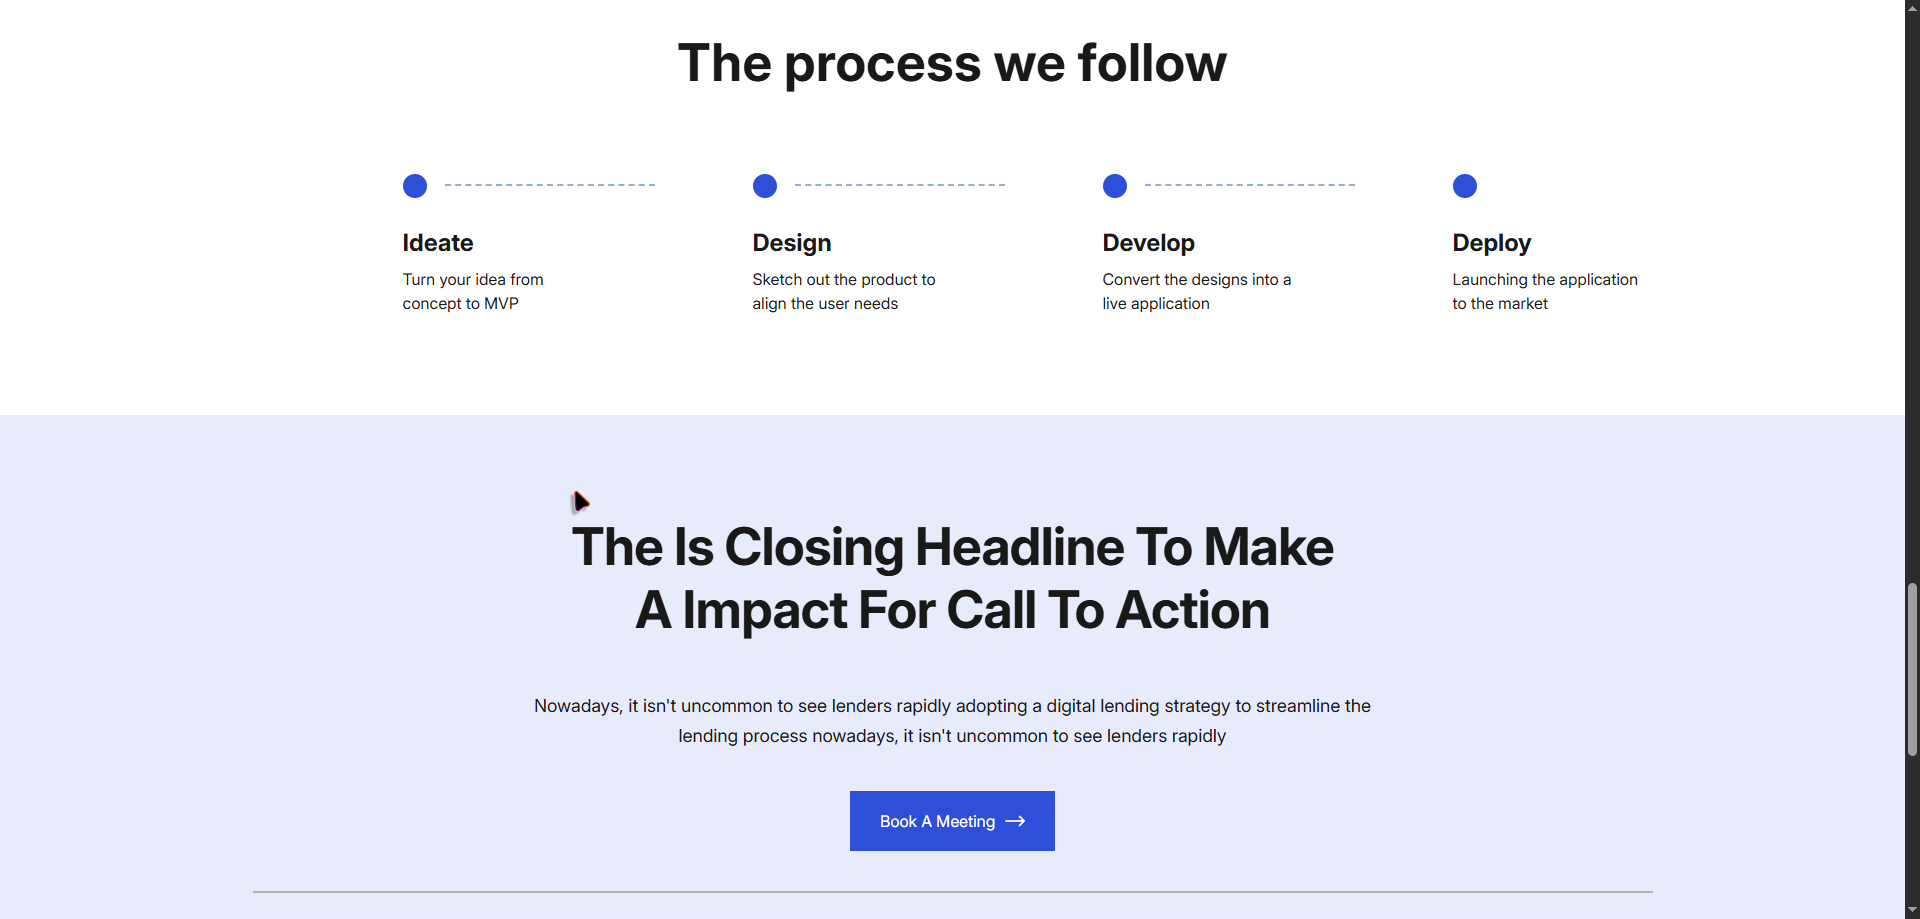 The process we follow
Ideate
Turn your idea from
concept to MVP
Design
Sketch out the product to
align the user needs
Develop
Convert the designs into a
live application
Deploy
Launching the application
to the market
The Is Closing Headline To Make
A Impact For Call To Action
Nowadays, it isn't uncommon to see lenders rapidly adopting a digital lending strategy to streamline the
lending process nowadays, it isn't uncommon to see lenders rapidly
Book A Meeting